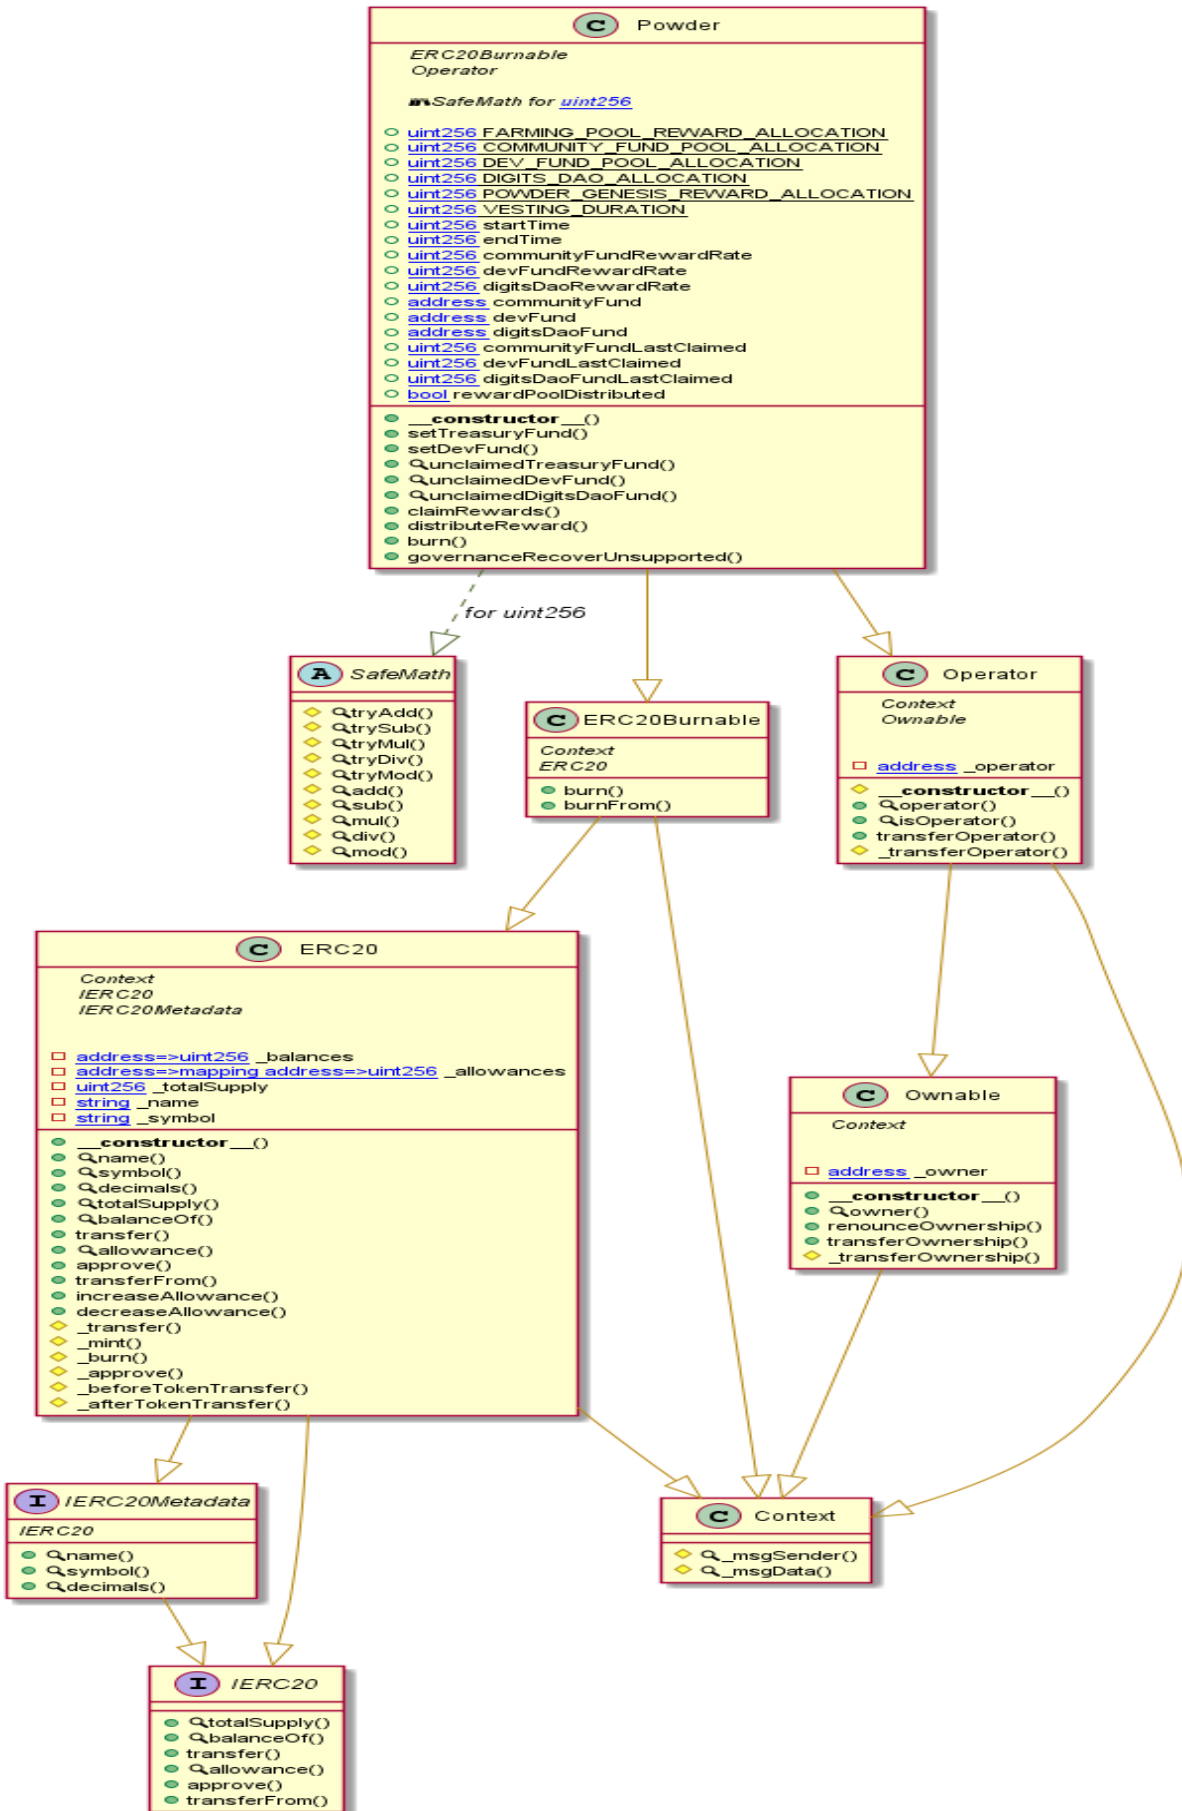 C Powder
ERC20Burnable
Operator
SafeMath for uint256
uint256 FARMING_POOL_REWARD_ALLOCATION
uint256 COMMUNITY_FUND_POOL_ALLOCATION
uint256 DEV_FUND_POOL_ALLOCATION
uint256 DIGITS_DAO_ALLOCATION
uint256 POWDER_GENESIS_REWARD_ALLOCATION
uint256 VESTING_DURATION
uint256 startTime
uint256 endTime
uint256 communityFundRewardRate
uint256 devFundRewardRate
uint256 digitsDaoRewardRate
address communityFund
address devFund
address digitsDaoFund
uint256 communityFundLastClaimed
uint256 devFundLastClaimed
uint256 digitsDaoFundLastClaimed
bool rewardPoolDistributed
__constructor__()
setTreasuryFund()
setDevFund()
unclaimedTreasuryFund()
unclaimedDevFund()
unclaimedDigitsDaoFund()
claimRewards()
distributeReward()
burn()
governanceRecoverUnsupported()
for uint256
A SafeMath
tryAdd()
trySub()
tryMul()
tryDiv()
tryMod()
add()
sub()
mul()
div()
mod()
C ERC20Burnable
Context
ERC20
burn()
burnFrom()
C Operator
Context
Ownable
address _operator
__constructor__()
operator()
isOperator()
transferOperator()
_transferOperator()
C ERC20
Context
IERC20
IERC20Metadata
address=>uint256 _balances
address=>mapping address=>uint256 _allowances
uint256 _totalSupply
string _name
string _symbol
__constructor__()
name()
symbol()
decimals()
totalSupply()
balanceOf()
transfer()
allowance()
approve()
transferFrom()
increaseAllowance()
decreaseAllowance()
_transfer()
_mint()
_burn()
_approve()
_beforeTokenTransfer()
_afterTokenTransfer()
C Ownable
Context
address _owner
__constructor__()
owner()
renounceOwnership()
transferOwnership()
_transferOwnership()
I IERC20Metadata
IERC20
name()
symbol()
decimals()
C Context
_msgSender()
_msgData()
I IERC20
totalSupply()
balanceOf()
transfer()
allowance()
approve()
transferFrom()